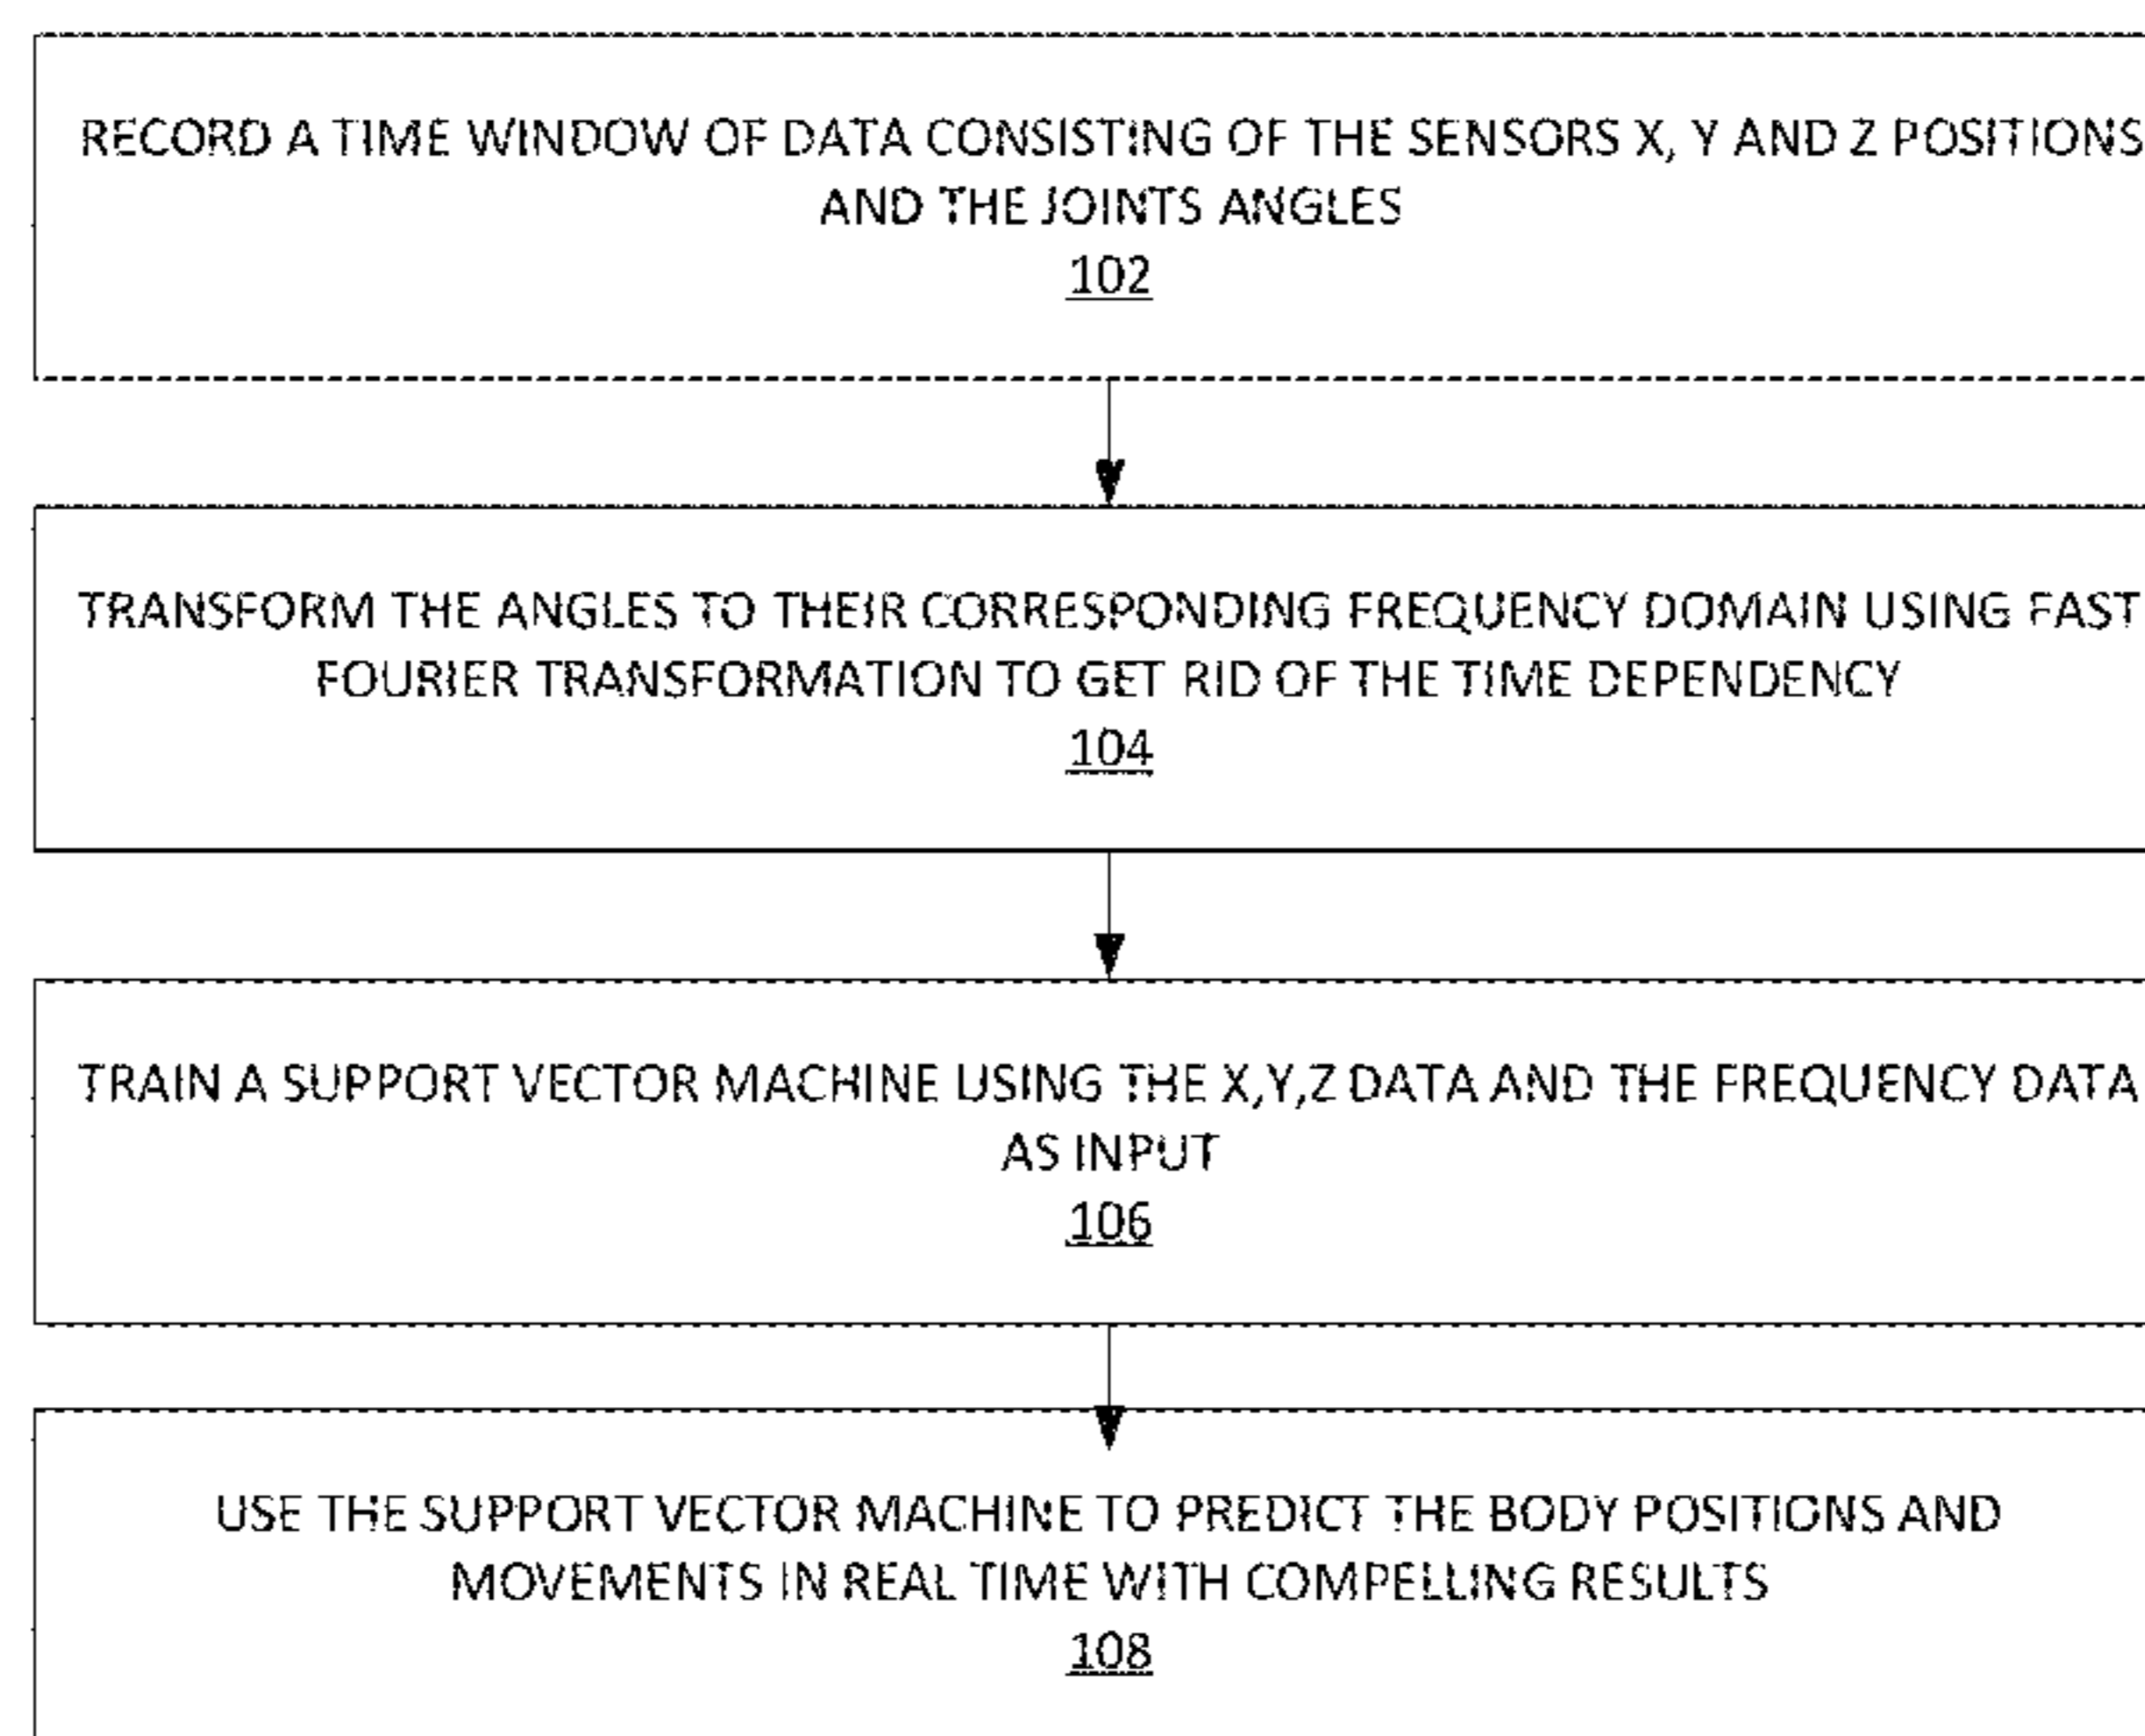 RECORD A TIME WINDOW OF DATA CONSISTING OF THE SENSORS X, Y AND Z POSITIONS
AND THE JOINTS ANGLES
102
TRANSFORM THE ANGLES TO THEIR CORRESPONDING FREQUENCY DOMAIN USING FAST
FOURIER TRANSFORMATION TO GET RID OF THE TIME DEPENDENCY
104
TRAIN A SUPPORT VECTOR MACHINE USING THE X,Y,Z DATA AND THE FREQUENCY DATA
AS INPUT
106
USE THE SUPPORT VECTOR MACHINE TO PREDICT THE BODY POSITIONS AND
MOVEMENTS IN REAL TIME WITH COMPELLING RESULTS
108